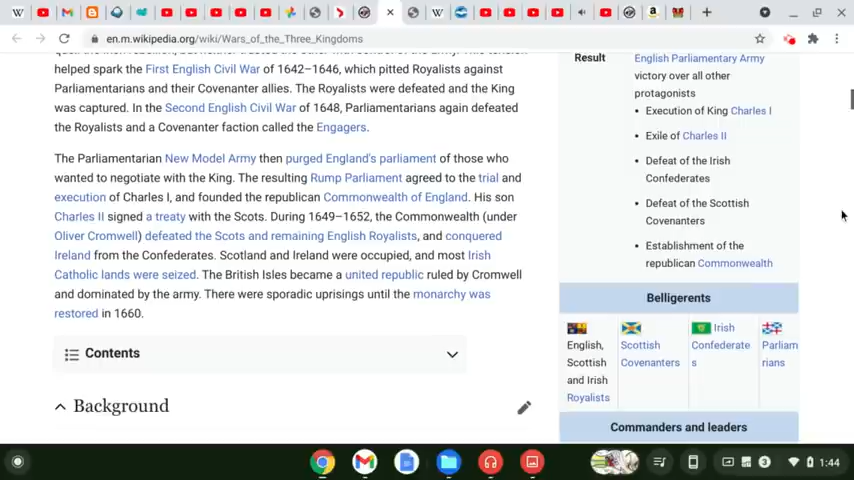 en.m.wikipedia.org/wiki/Wars_of_the_Three_Kingdoms
helped spark the First English Civil War of 1642–1646, which pitted Royalists against
Parliamentarians and their Covenanter allies. The Royalists were defeated and the King
was captured. In the Second English Civil War of 1648, Parliamentarians again defeated
the Royalists and a Covenanter faction called the Engagers.
The Parliamentarian New Model Army then purged England's parliament of those who
wanted to negotiate with the King. The resulting Rump Parliament agreed to the trial and
execution of Charles I, and founded the republican Commonwealth of England. His son
Charles II signed a treaty with the Scots. During 1649–1652, the Commonwealth (under
Oliver Cromwell) defeated the Scots and remaining English Royalists, and conquered
Ireland from the Confederates. Scotland and Ireland were occupied, and most Irish
Catholic lands were seized. The British Isles became a united republic ruled by Cromwell
and dominated by the army. There were sporadic uprisings until the monarchy was
restored in 1660.
Contents
Background
Result
English Parliamentary Army
victory over all other
protagonists
• Execution of King Charles I
• Exile of Charles II
• Defeat of the Irish
Confederates
• Defeat of the Scottish
Covenanters
• Establishment of the
republican Commonwealth
Belligerents
English,
Scottish
and Irish
Royalists
Scottish
Covenanters
Irish
Confederate
s
Parliam
rians
Commanders and leaders
1:44